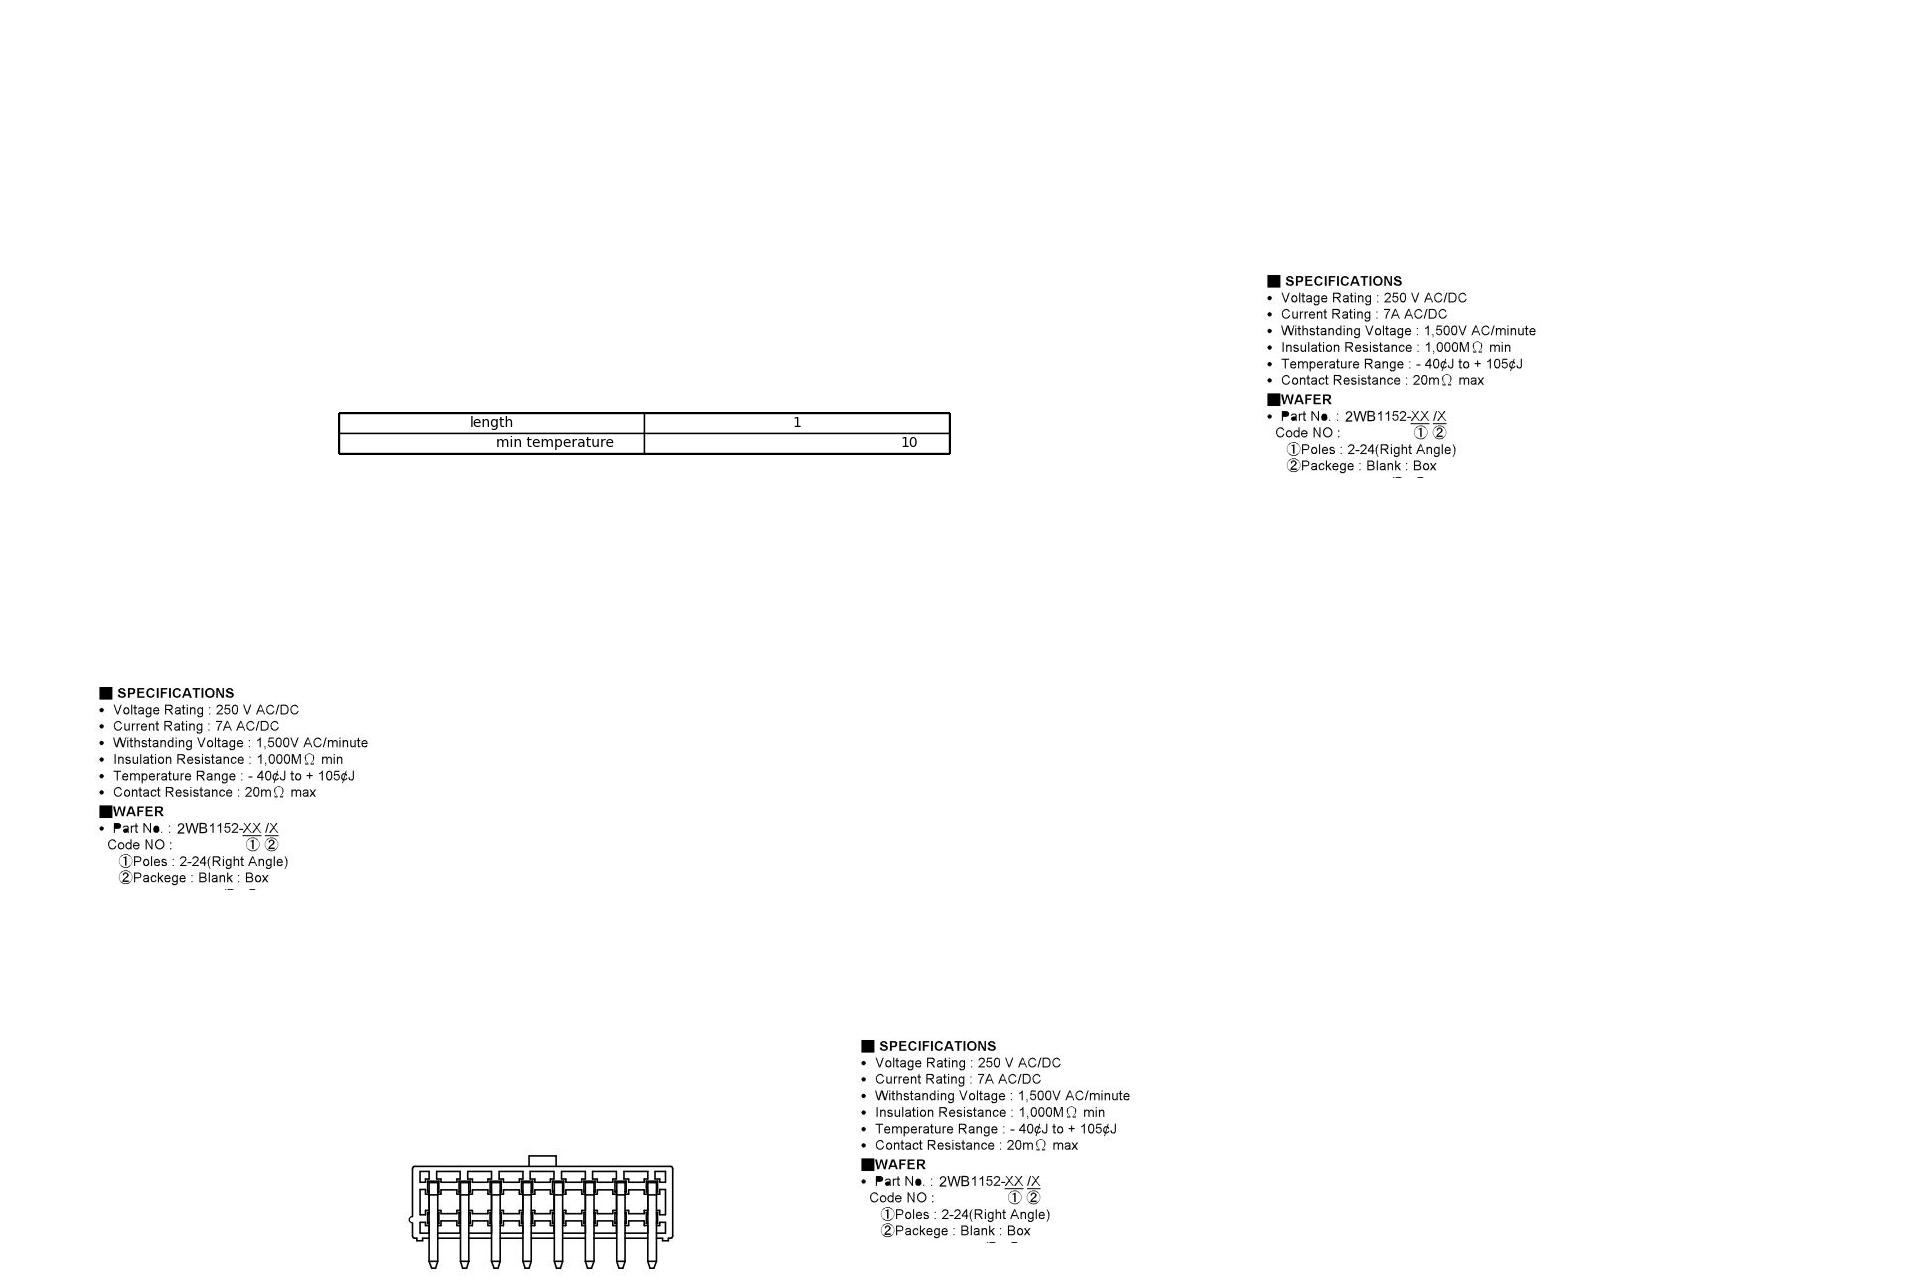 ■ SPECIFICATIONS
• Voltage Rating : 250 V AC/DC
• Current Rating : 7A AC/DC
• Withstanding Voltage : 1,500V AC/minute
• Insulation Resistance : 1,000MΩ min
• Temperature Range : - 40¢J to + 105¢J
• Contact Resistance : 20mΩ max
■WAFER
• Part No. : 2WB1152-XX /X
Code NO : ① ②
①Poles : 2-24(Right Angle)
②Packege : Blank : Box
length 1
min temperature 10
■ SPECIFICATIONS
• Voltage Rating : 250 V AC/DC
• Current Rating : 7A AC/DC
• Withstanding Voltage : 1,500V AC/minute
• Insulation Resistance : 1,000MΩ min
• Temperature Range : - 40¢J to + 105¢J
• Contact Resistance : 20mΩ max
■WAFER
• Part No. : 2WB1152-XX /X
Code NO : ① ②
①Poles : 2-24(Right Angle)
②Packege : Blank : Box
■ SPECIFICATIONS
• Voltage Rating : 250 V AC/DC
• Current Rating : 7A AC/DC
• Withstanding Voltage : 1,500V AC/minute
• Insulation Resistance : 1,000MΩ min
• Temperature Range : - 40¢J to + 105¢J
• Contact Resistance : 20mΩ max
■WAFER
• Part No. : 2WB1152-XX /X
Code NO : ① ②
①Poles : 2-24(Right Angle)
②Packege : Blank : Box